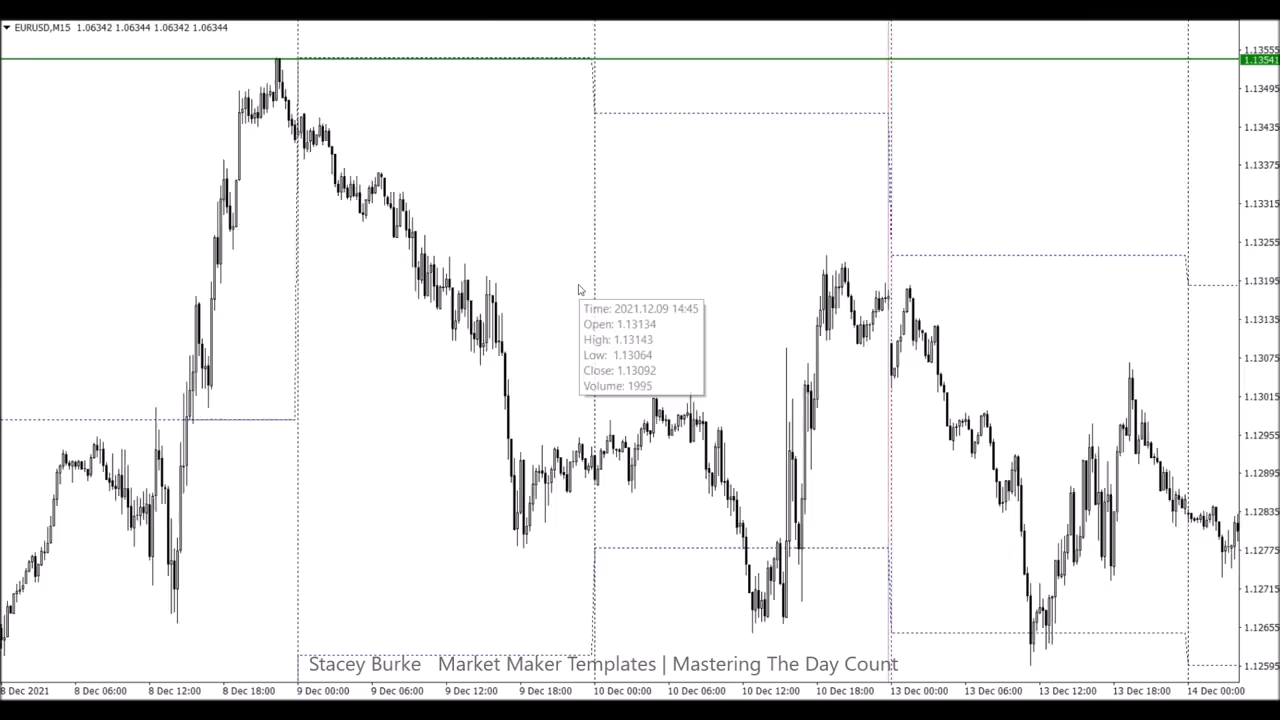 EURUSD,M15 1.06342 1.06344 1.06342 1.06344
1.13555
1.13541
1.13495
1.13435
1.13375
1.13315
1.13255
1.13195
Time: 2021.12.09 14:45
Open: 1.13134
High: 1.13143
Low: 1.13064
Close: 1.13092
Volume: 1995
1.13135
1.13075
1.13015
1.12955
1.12895
1.12835
1.12775
1.12715
1.12655
1.12595
Stacey Burke Market Maker Templates | Mastering The Day Count
8 Dec 2021 8 Dec 06:00 8 Dec 12:00 8 Dec 18:00 9 Dec 00:00 9 Dec 06:00 9 Dec 12:00 9 Dec 18:00 10 Dec 00:00 10 Dec 06:00 10 Dec 12:00 10 Dec 18:00 13 Dec 00:00 13 Dec 06:00 13 Dec 12:00 13 Dec 18:00 14 Dec 00:00